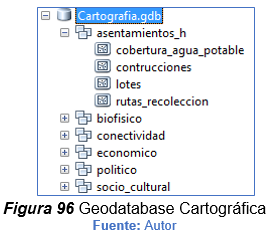 Cartografia.gdb
asentamientos_h
cobertura_agua_potable
contrucciones
lotes
rutas_recoleccion
biofisico
conectividad
economico
politico
socio_cultural
Figura 96 Geodatabase Cartográfica
Fuente: Autor